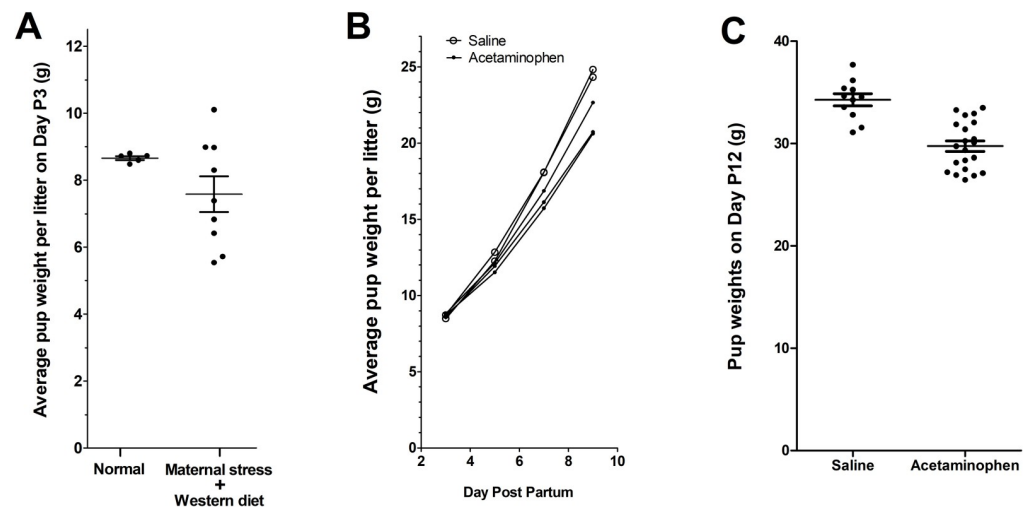 A
Average pup weight per litter on Day P3 (g)
12
10
8
6
4
2
0
Normal
Maternal stress
+
Western diet
B
Saline
Acetaminophen
Average pup weight per litter (g)
25
20
15
10
5
0
2
4
6
8
10
Day Post Partum
C
Pup weights on Day P12 (g)
40
30
20
10
0
Saline
Acetaminophen